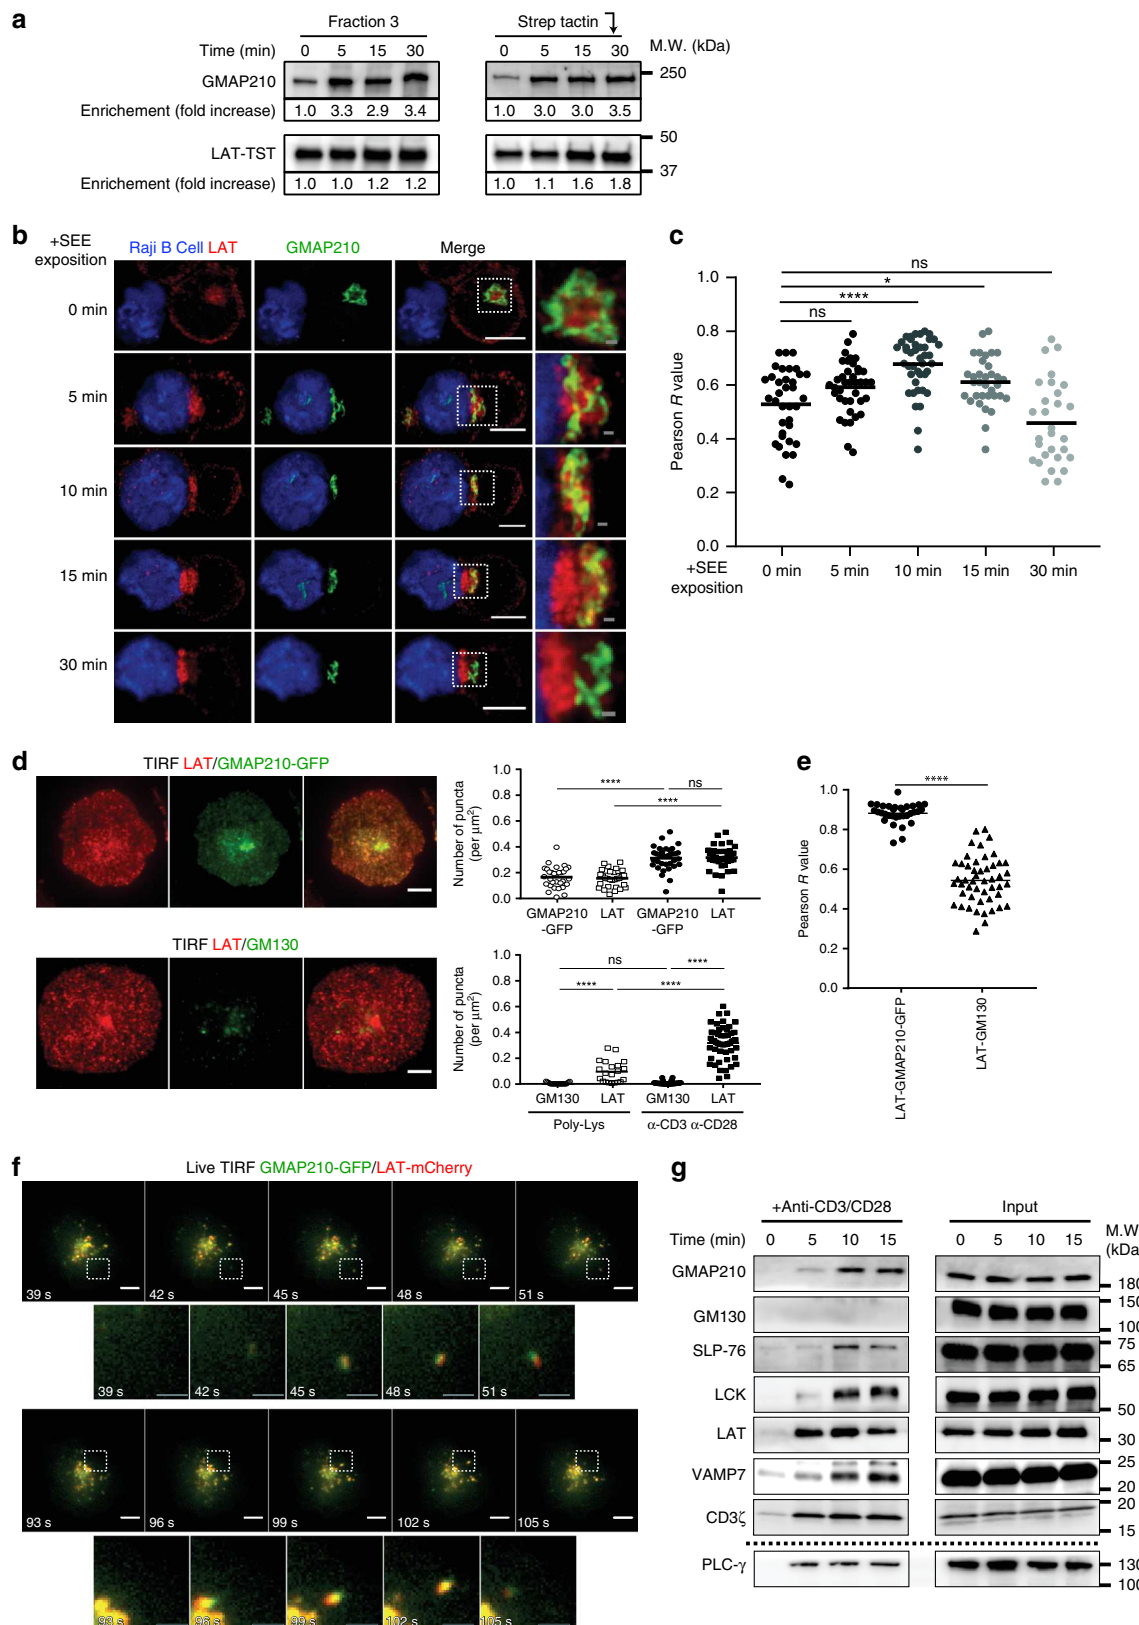 a
Fraction 3
Strep tactin
Time (min) 0 5 15 30 0 5 15 30 M.W. (kDa)
GMAP210 250
Enrichement (fold increase) 1.0 3.3 2.9 3.4 1.0 3.0 3.0 3.5
50
LAT-TST
37
Enrichement (fold increase) 1.0 1.0 1.2 1.2 1.0 1.1 1.6 1.8
b
+SEE exposition
Raji B Cell LAT GMAP210 Merge
0 min
5 min
10 min
15 min
30 min
c
ns
*
****
ns
1.0
0.8
0.6
0.4
0.2
0.0
Pearson R value
+SEE exposition
0 min 5 min 10 min 15 min 30 min
d
TIRF LAT/GMAP210-GFP
Number of puncta (per μm²)
1.0
0.8
0.6
0.4
0.2
0.0
**** ns
****
GMAP210-GFP LAT GMAP210-GFP LAT
TIRF LAT/GM130
Number of puncta (per μm²)
1.0
0.8
0.6
0.4
0.2
0.0
ns ****
**** ****
GM130 LAT GM130 LAT
Poly-Lys α-CD3 α-CD28
e
****
1.0
0.8
0.6
0.4
0.2
0.0
Pearson R value
LAT-GMAP210-GFP
LAT-GM130
f
Live TIRF GMAP210-GFP/LAT-mCherry
39 s 42 s 45 s 48 s 51 s
39 s 42 s 45 s 48 s 51 s
93 s 96 s 99 s 102 s 105 s
93 s 96 s 99 s 102 s 105 s
g
+Anti-CD3/CD28 Input
Time (min) 0 5 10 15 0 5 10 15 M.W. (kDa)
GMAP210 180
GM130 150
100
SLP-76 75
65
LCK 50
LAT 30
VAMP7 25
20
CD3ζ 20
15
PLC-γ 130
100